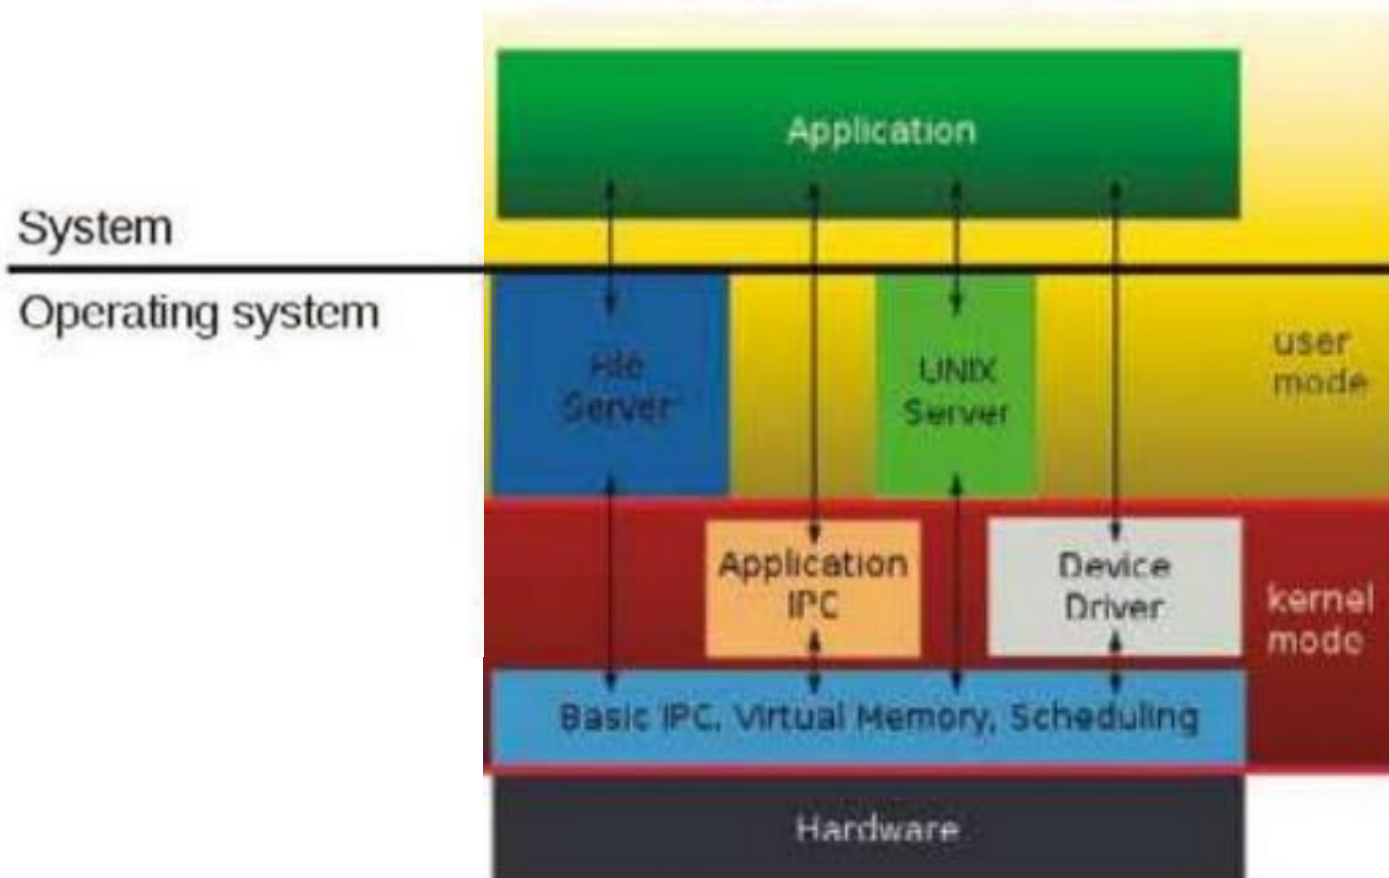 Application
System
Operating system
File
Server
UNIX
Server
user
mode
Application
IPC
Device
Driver
kernel
mode
Basic IPC, Virtual Memory, Scheduling
Hardware